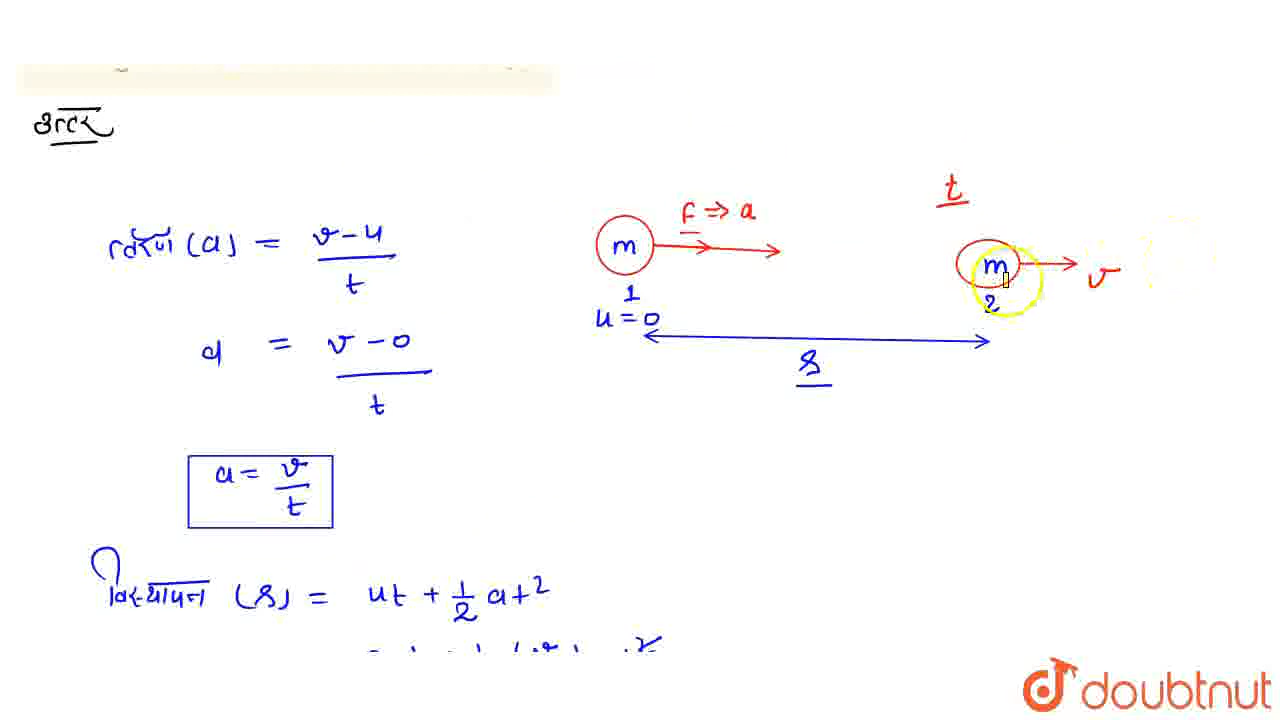 उत्तर
त्वरण (a) = v - u / t
a = v - 0 / t
a = v / t
विस्थापन (s) = ut + 1/2 at²
F ⇒ a
m
1
u = 0
t
m
v
2
s
doubtnut